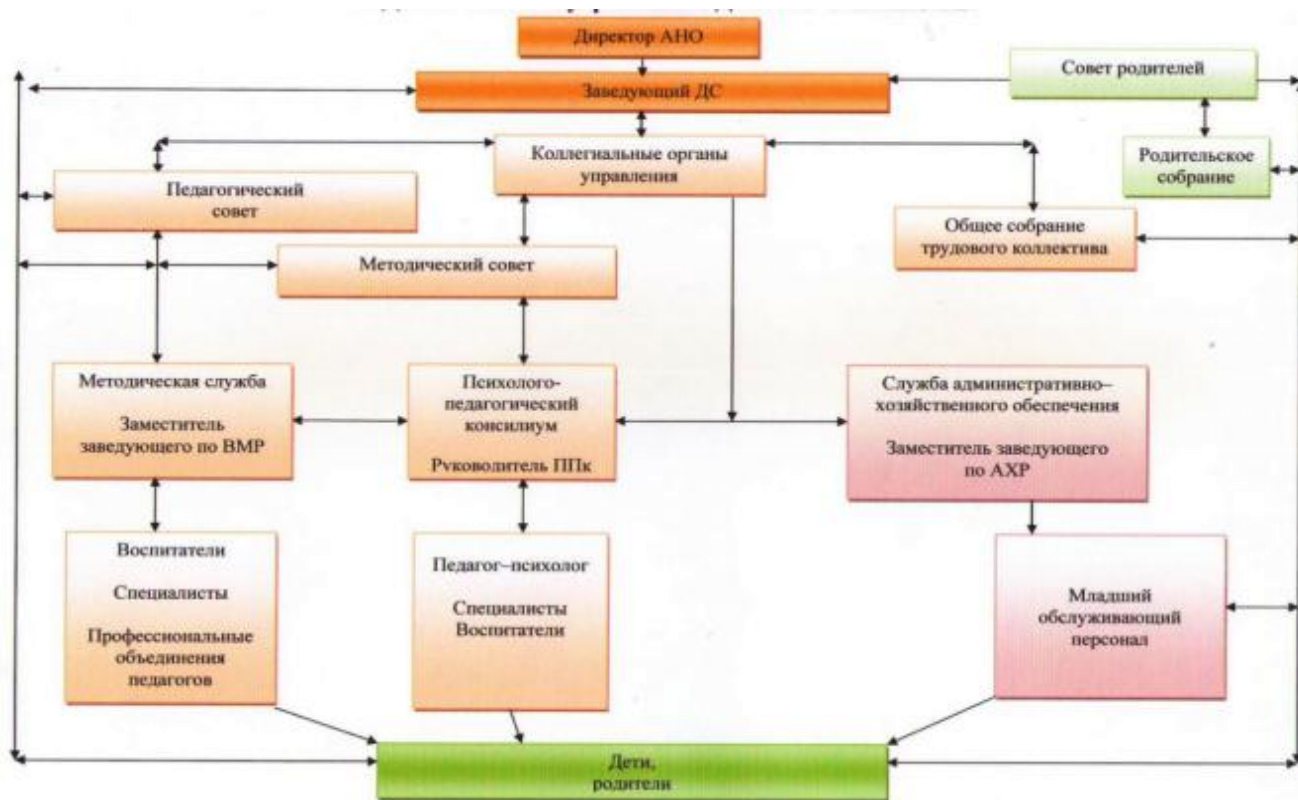 Директор АНО
Заведующий ДС
Совет родителей
Коллегиальные органы
управления
Родительское
собрание
Педагогический
совет
Общее собрание
трудового коллектива
Методический совет
Методическая служба
Заместитель
заведующего по ВМР
Психолого-
педагогический
консилиум
Руководитель ППк
Служба административно–
хозяйственного обеспечения
Заместитель заведующего
по АХР
Воспитатели
Специалисты
Профессиональные
объединения
педагогов
Педагог–психолог
Специалисты
Воспитатели
Младший
обслуживающий
персонал
Дети,
родители